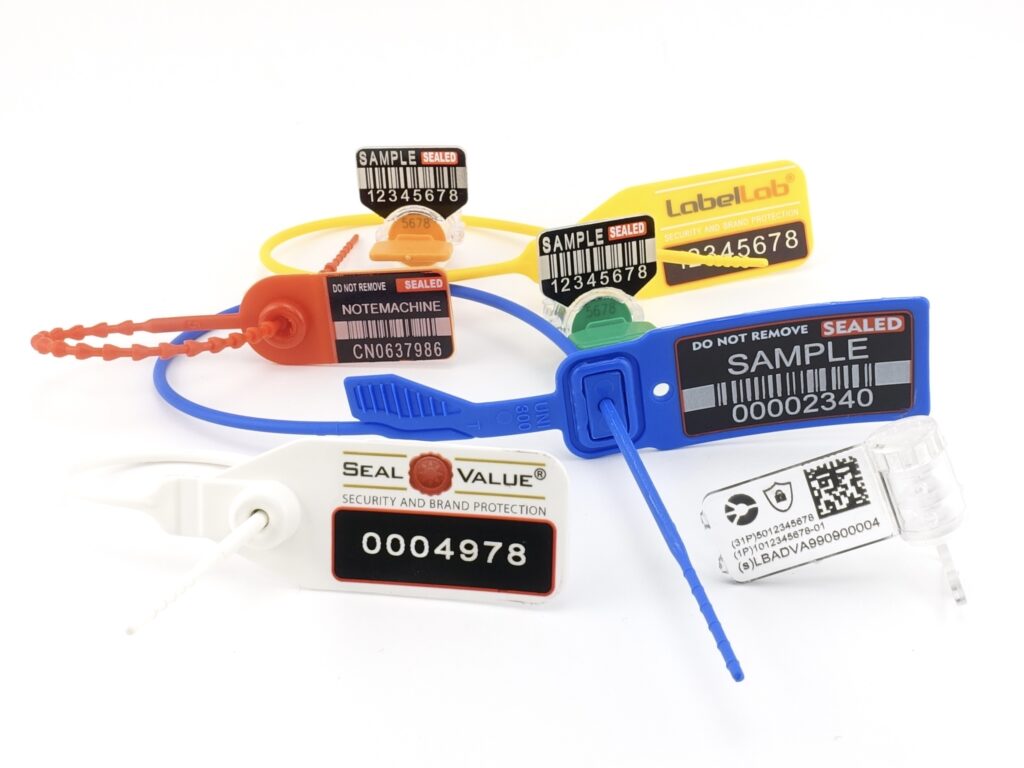 SAMPLE SEALED
12345678
5678
LabelLab®
SECURITY AND BRAND PROTECTION
12345678
SAMPLE SEALED
12345678
5678
DO NOT REMOVE SEALED
NOTEMACHINE
CN0637986
DO NOT REMOVE SEALED
SAMPLE
00002340
UNI
300
T
SEAL VALUE®
SECURITY AND BRAND PROTECTION
0004978
(31P)5012345678
(1P)1012345678-01
(s)LBADVA990900004